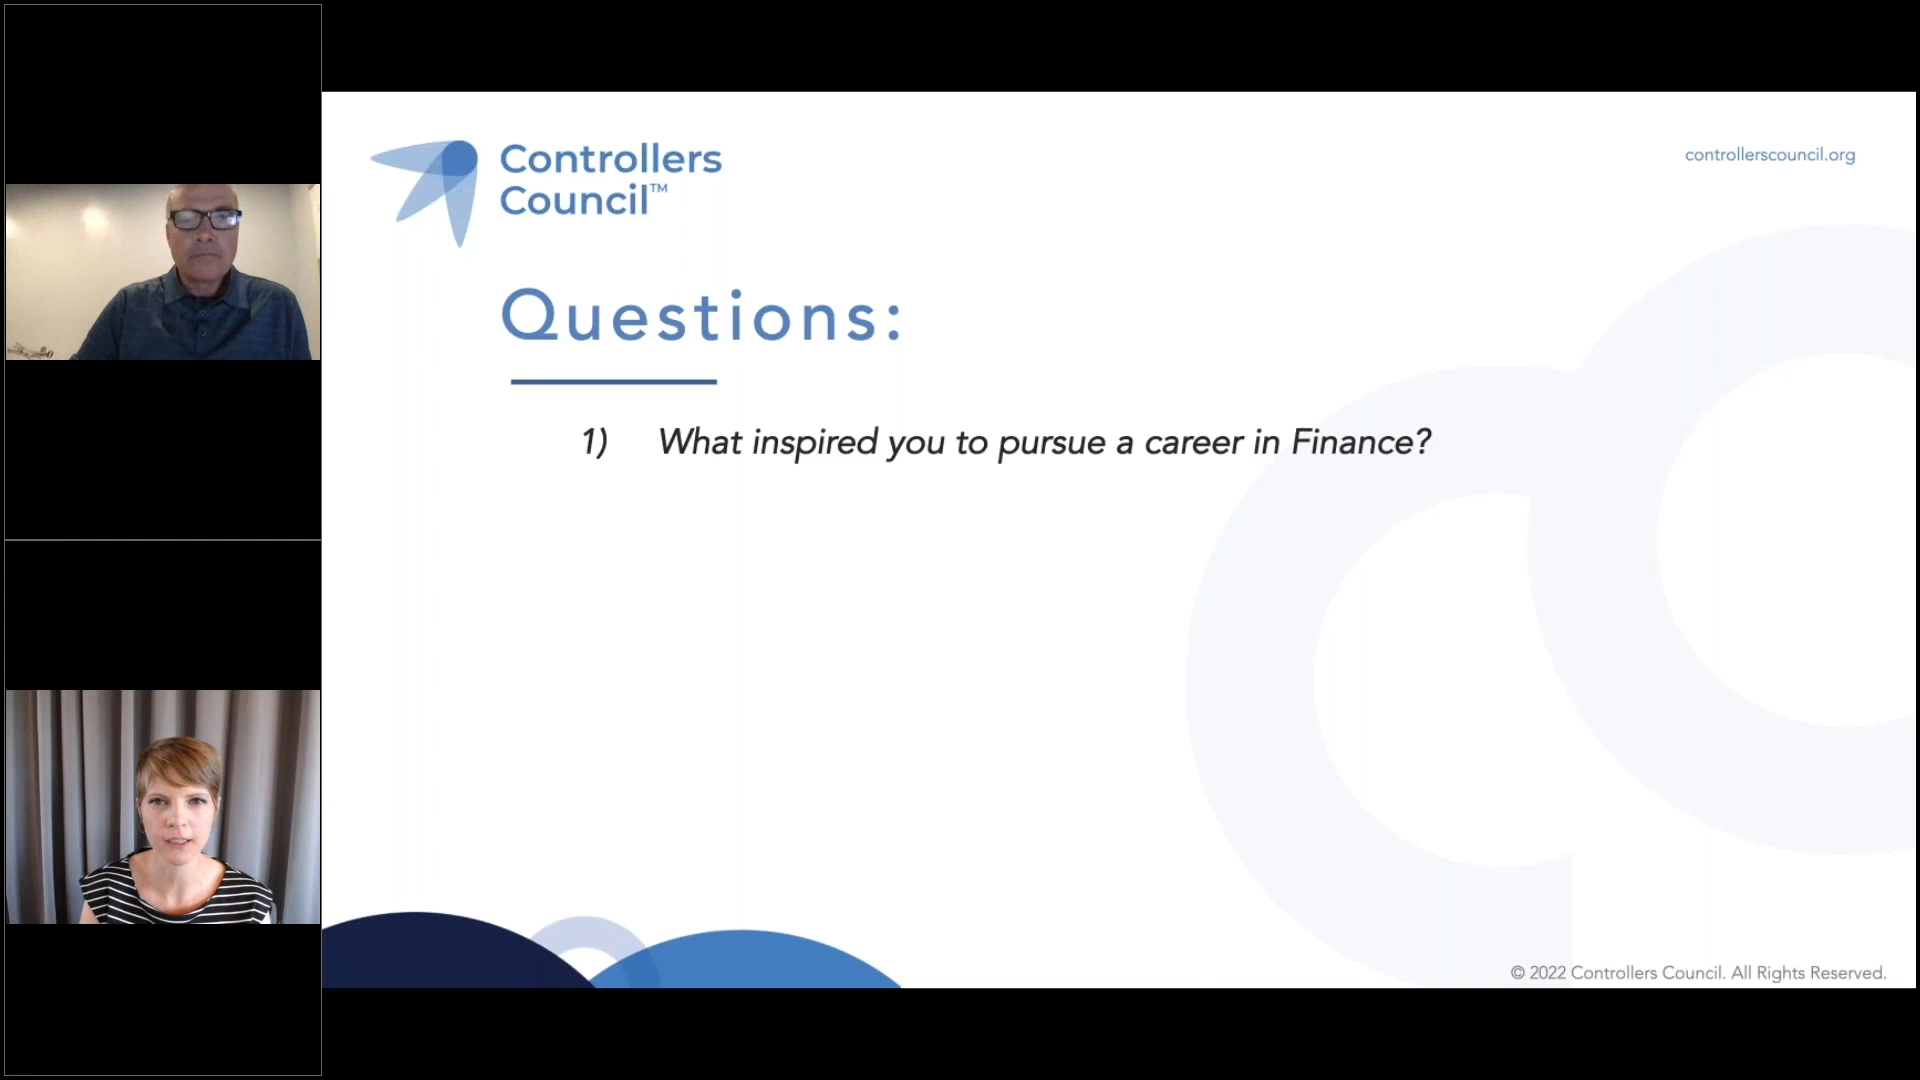 Controllers
Council™
controllerscouncil.org
Questions:
1) What inspired you to pursue a career in Finance?
© 2022 Controllers Council. All Rights Reserved.